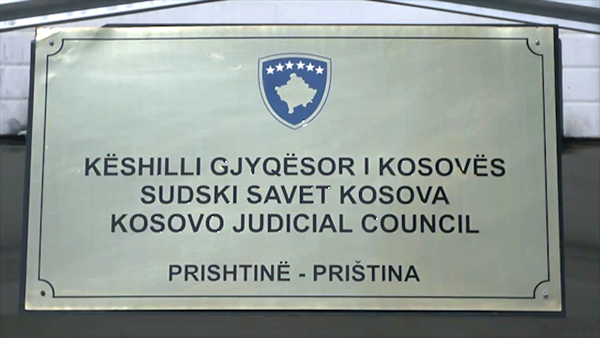 KËSHILLI GJYQËSOR I KOSOVËS
SUDSKI SAVET KOSOVA
KOSOVO JUDICIAL COUNCIL
PRISHTINË - PRIŠTINA